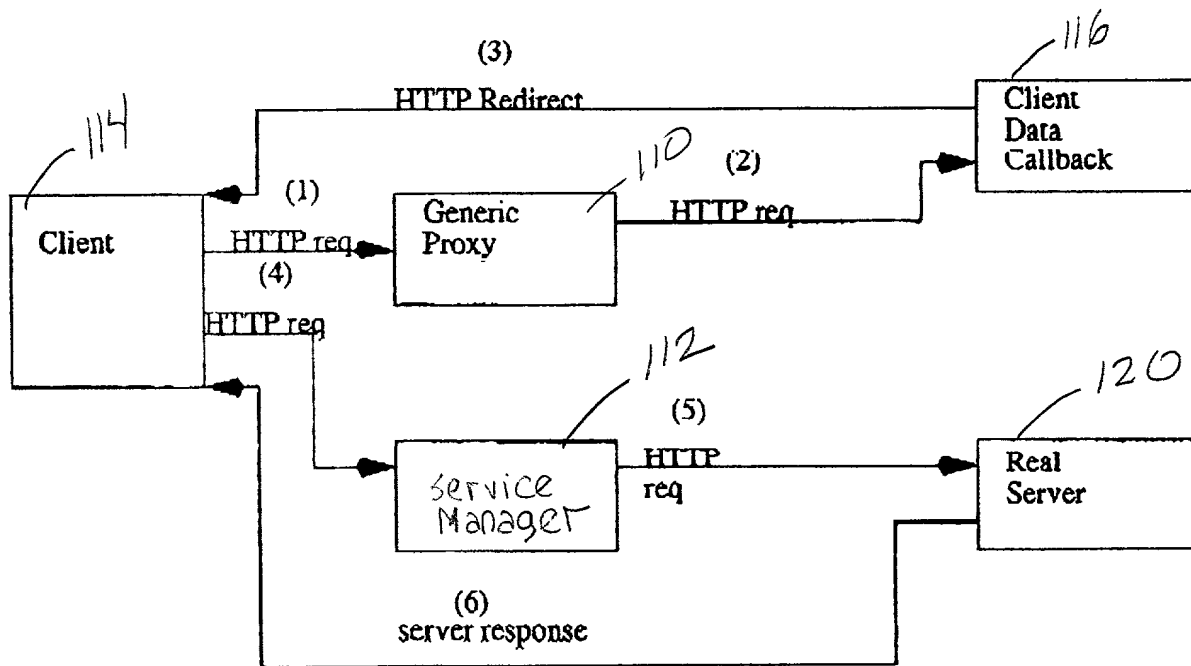 (3)
HTTP Redirect
116
Client
Data
Callback
114
Client
(1)
HTTP req
110
Generic
Proxy
(2)
HTTP req
(4)
HTTP req
112
service
Manager
(5)
HTTP
req
120
Real
Server
(6)
server response